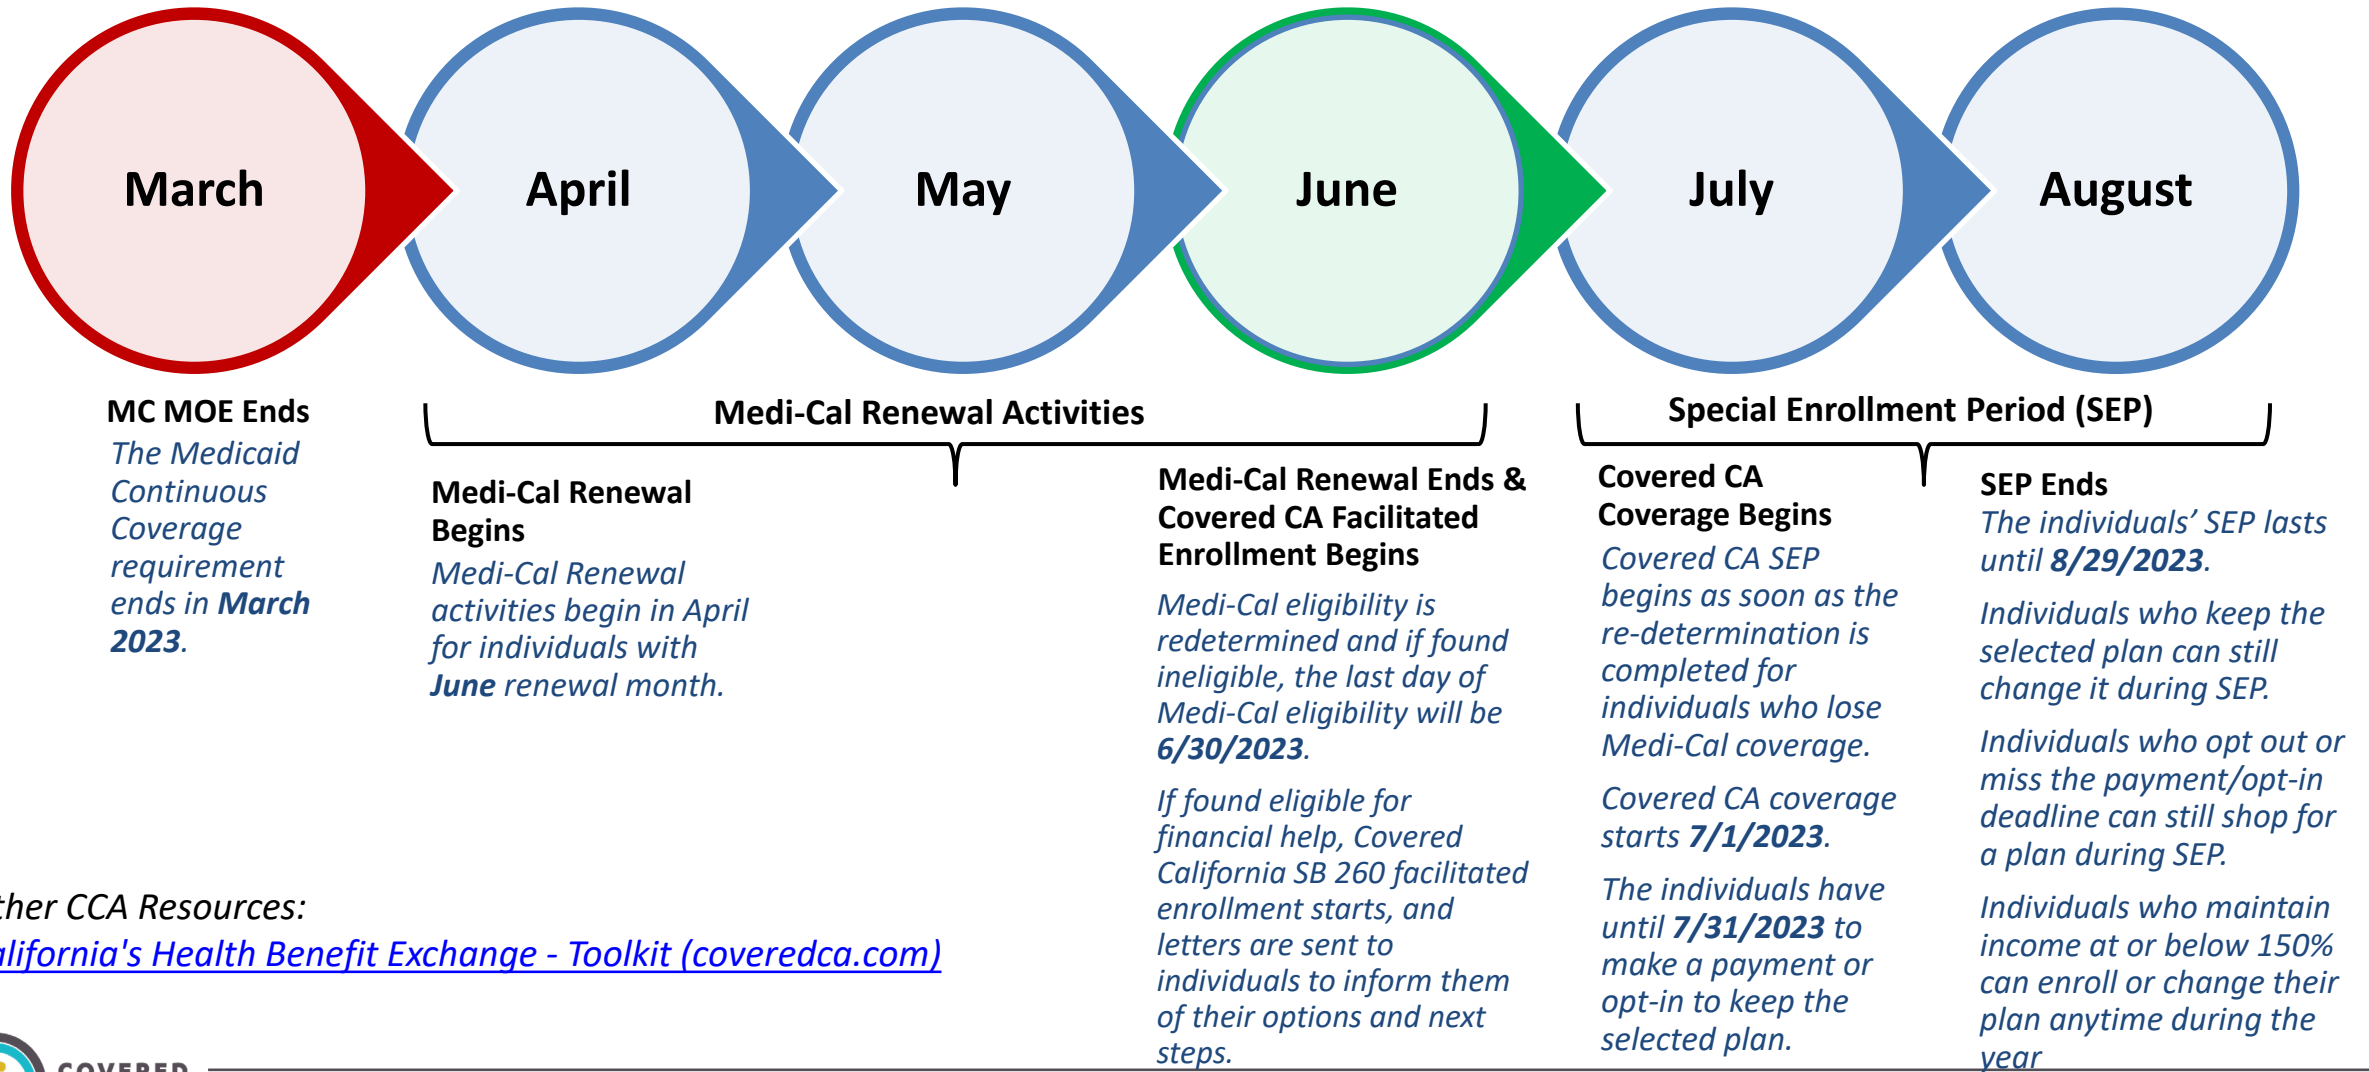 March
April
May
June
July
August
MC MOE Ends
The Medicaid
Continuous
Coverage
requirement
ends in March
2023.
Medi-Cal Renewal Activities
Medi-Cal Renewal
Begins
Medi-Cal Renewal
activities begin in April
for individuals with
June renewal month.
Medi-Cal Renewal Ends &
Covered CA Facilitated
Enrollment Begins
Medi-Cal eligibility is
redetermined and if found
ineligible, the last day of
Medi-Cal eligibility will be
6/30/2023.
If found eligible for
financial help, Covered
California SB 260 facilitated
enrollment starts, and
letters are sent to
individuals to inform them
of their options and next
steps.
Special Enrollment Period (SEP)
Covered CA
Coverage Begins
Covered CA SEP
begins as soon as the
re-determination is
completed for
individuals who lose
Medi-Cal coverage.
Covered CA coverage
starts 7/1/2023.
The individuals have
until 7/31/2023 to
make a payment or
opt-in to keep the
selected plan.
SEP Ends
The individuals’ SEP lasts
until 8/29/2023.
Individuals who keep the
selected plan can still
change it during SEP.
Individuals who opt out or
miss the payment/opt-in
deadline can still shop for
a plan during SEP.
Individuals who maintain
income at or below 150%
can enroll or change their
plan anytime during the
year
ther CCA Resources:
alifornia's Health Benefit Exchange - Toolkit (coveredca.com)
COVERED